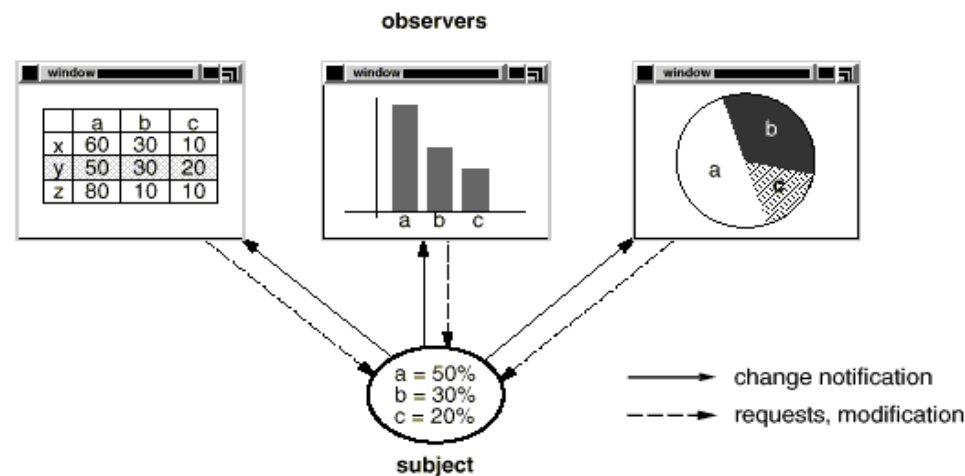 observers
window
a b c
x 60 30 10
y 50 30 20
z 80 10 10
window
a b c
window
a
b
c
a = 50%
b = 30%
c = 20%
subject
change notification
requests, modification